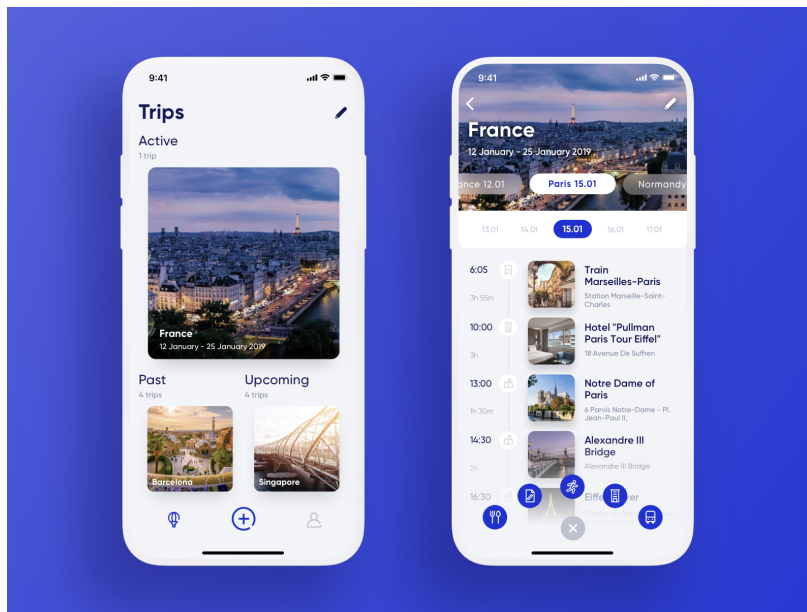 9:41
Trips
Active
1 trip
France
12 January - 25 January 2019
Past
4 trips
Upcoming
4 trips
Barcelona
Singapore
9:41
France
12 January - 25 January 2019
ance 12.01
Paris 15.01
Normandy
13.01
14.01
15.01
16.01
17.01
6:05
Train
Marseilles-Paris
Station Marseille-Saint-
Charles
3h 55m
10:00
Hotel "Pullman
Paris Tour Eiffel"
18 Avenue De Suffren
3h
13:00
Notre Dame of
Paris
6 Parvis Notre-Dame - Pl.
Jean-Paul II,
1h 30m
14:30
Alexandre III
Bridge
Alexandre III Bridge
2h
16:30